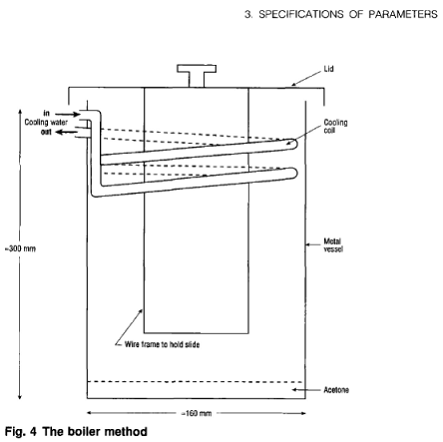 3. SPECIFICATIONS OF PARAMETERS
Lid
in
Cooling water
out
Cooling
coil
≈300 mm
Metal
vessel
Wire frame to hold slide
Acetone
≈160 mm
Fig. 4 The boiler method